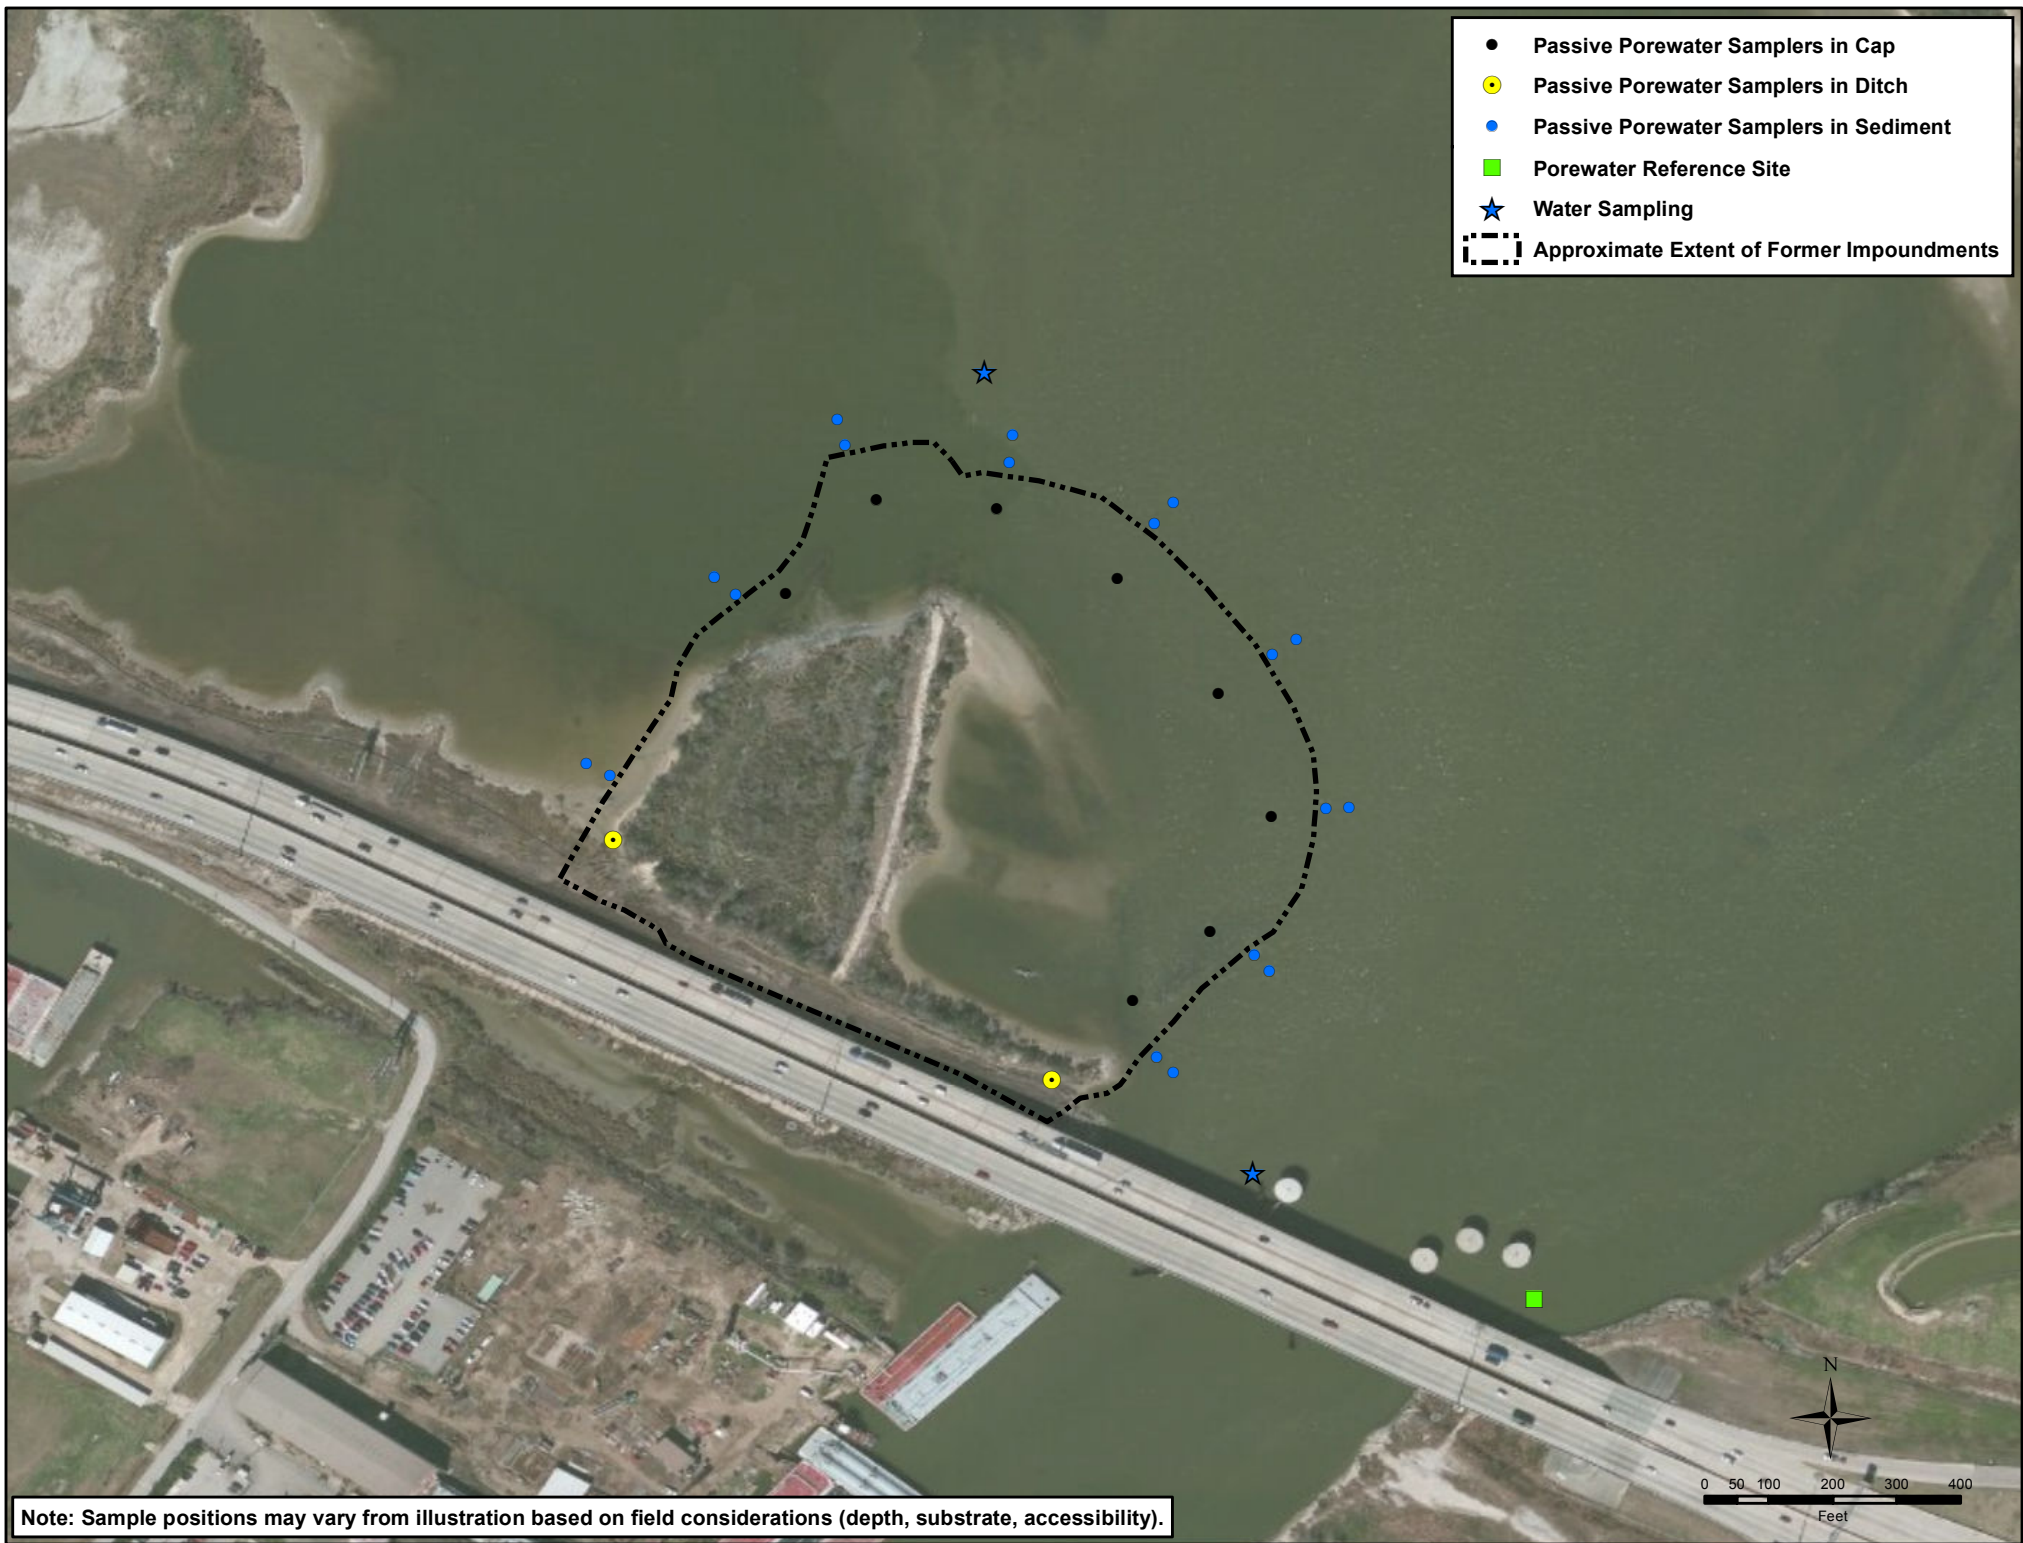 Passive Porewater Samplers in Cap
Passive Porewater Samplers in Ditch
Passive Porewater Samplers in Sediment
Porewater Reference Site
Water Sampling
Approximate Extent of Former Impoundments
N
0 50 100 200 300 400
Feet
Note: Sample positions may vary from illustration based on field considerations (depth, substrate, accessibility).